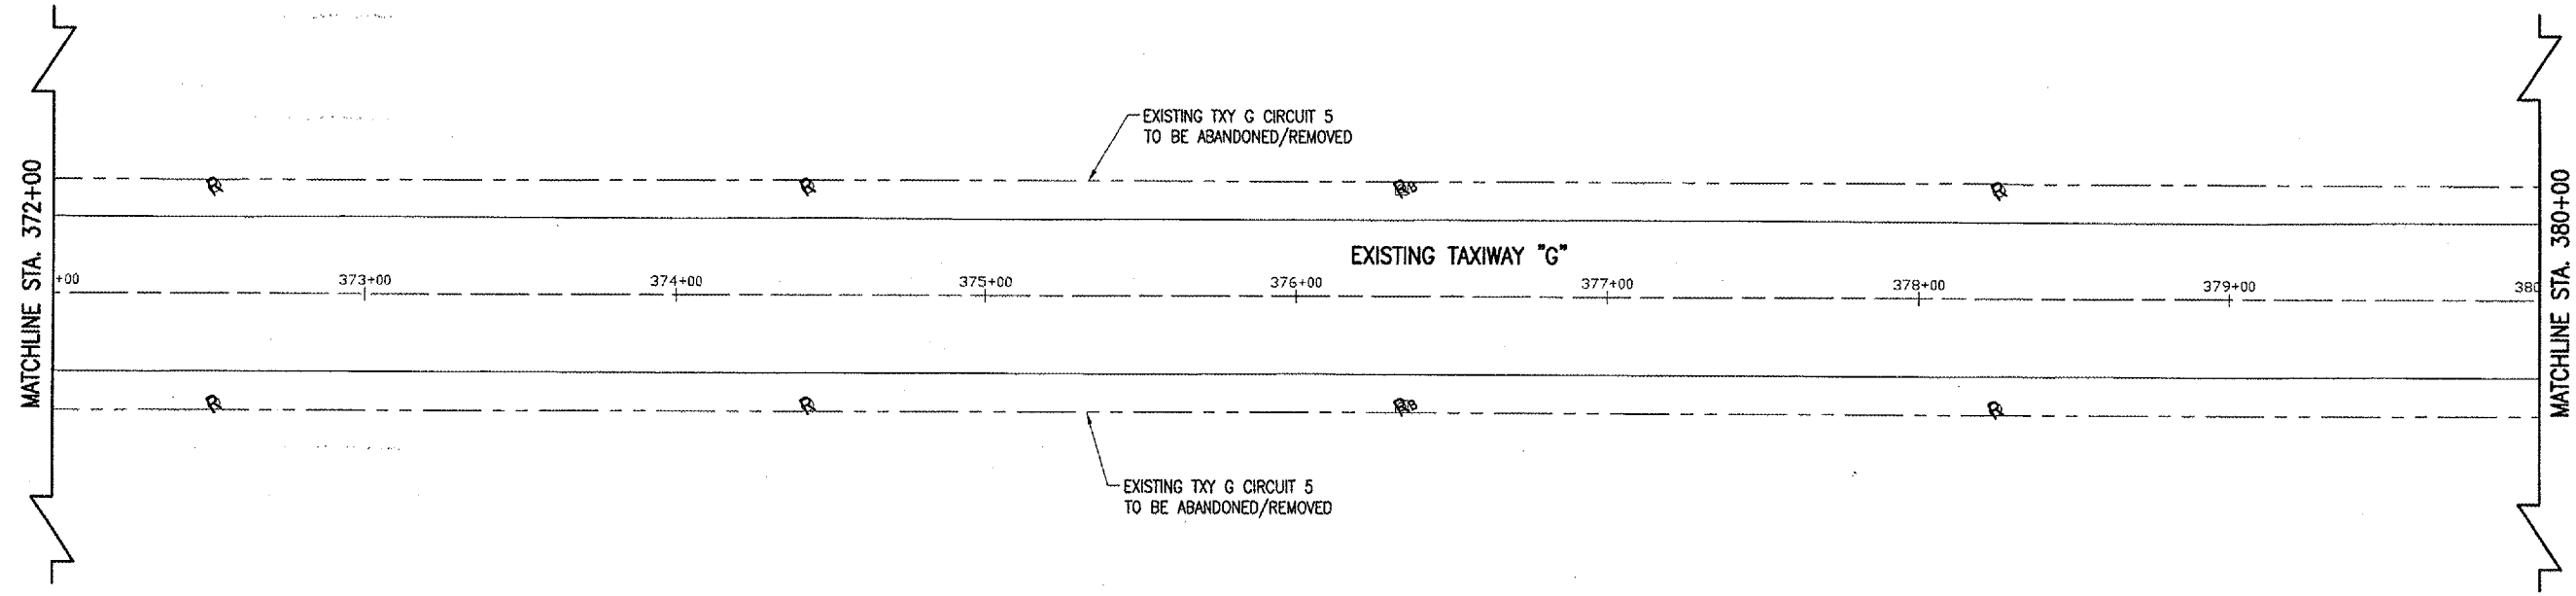 EXISTING TXY G CIRCUIT 5
TO BE ABANDONED/REMOVED
MATCHLINE STA. 372+00
MATCHLINE STA. 380+00
R
R
R
EXISTING TAXIWAY "G"
+00
373+00
374+00
375+00
376+00
377+00
378+00
379+00
380
R
R
R
EXISTING TXY G CIRCUIT 5
TO BE ABANDONED/REMOVED